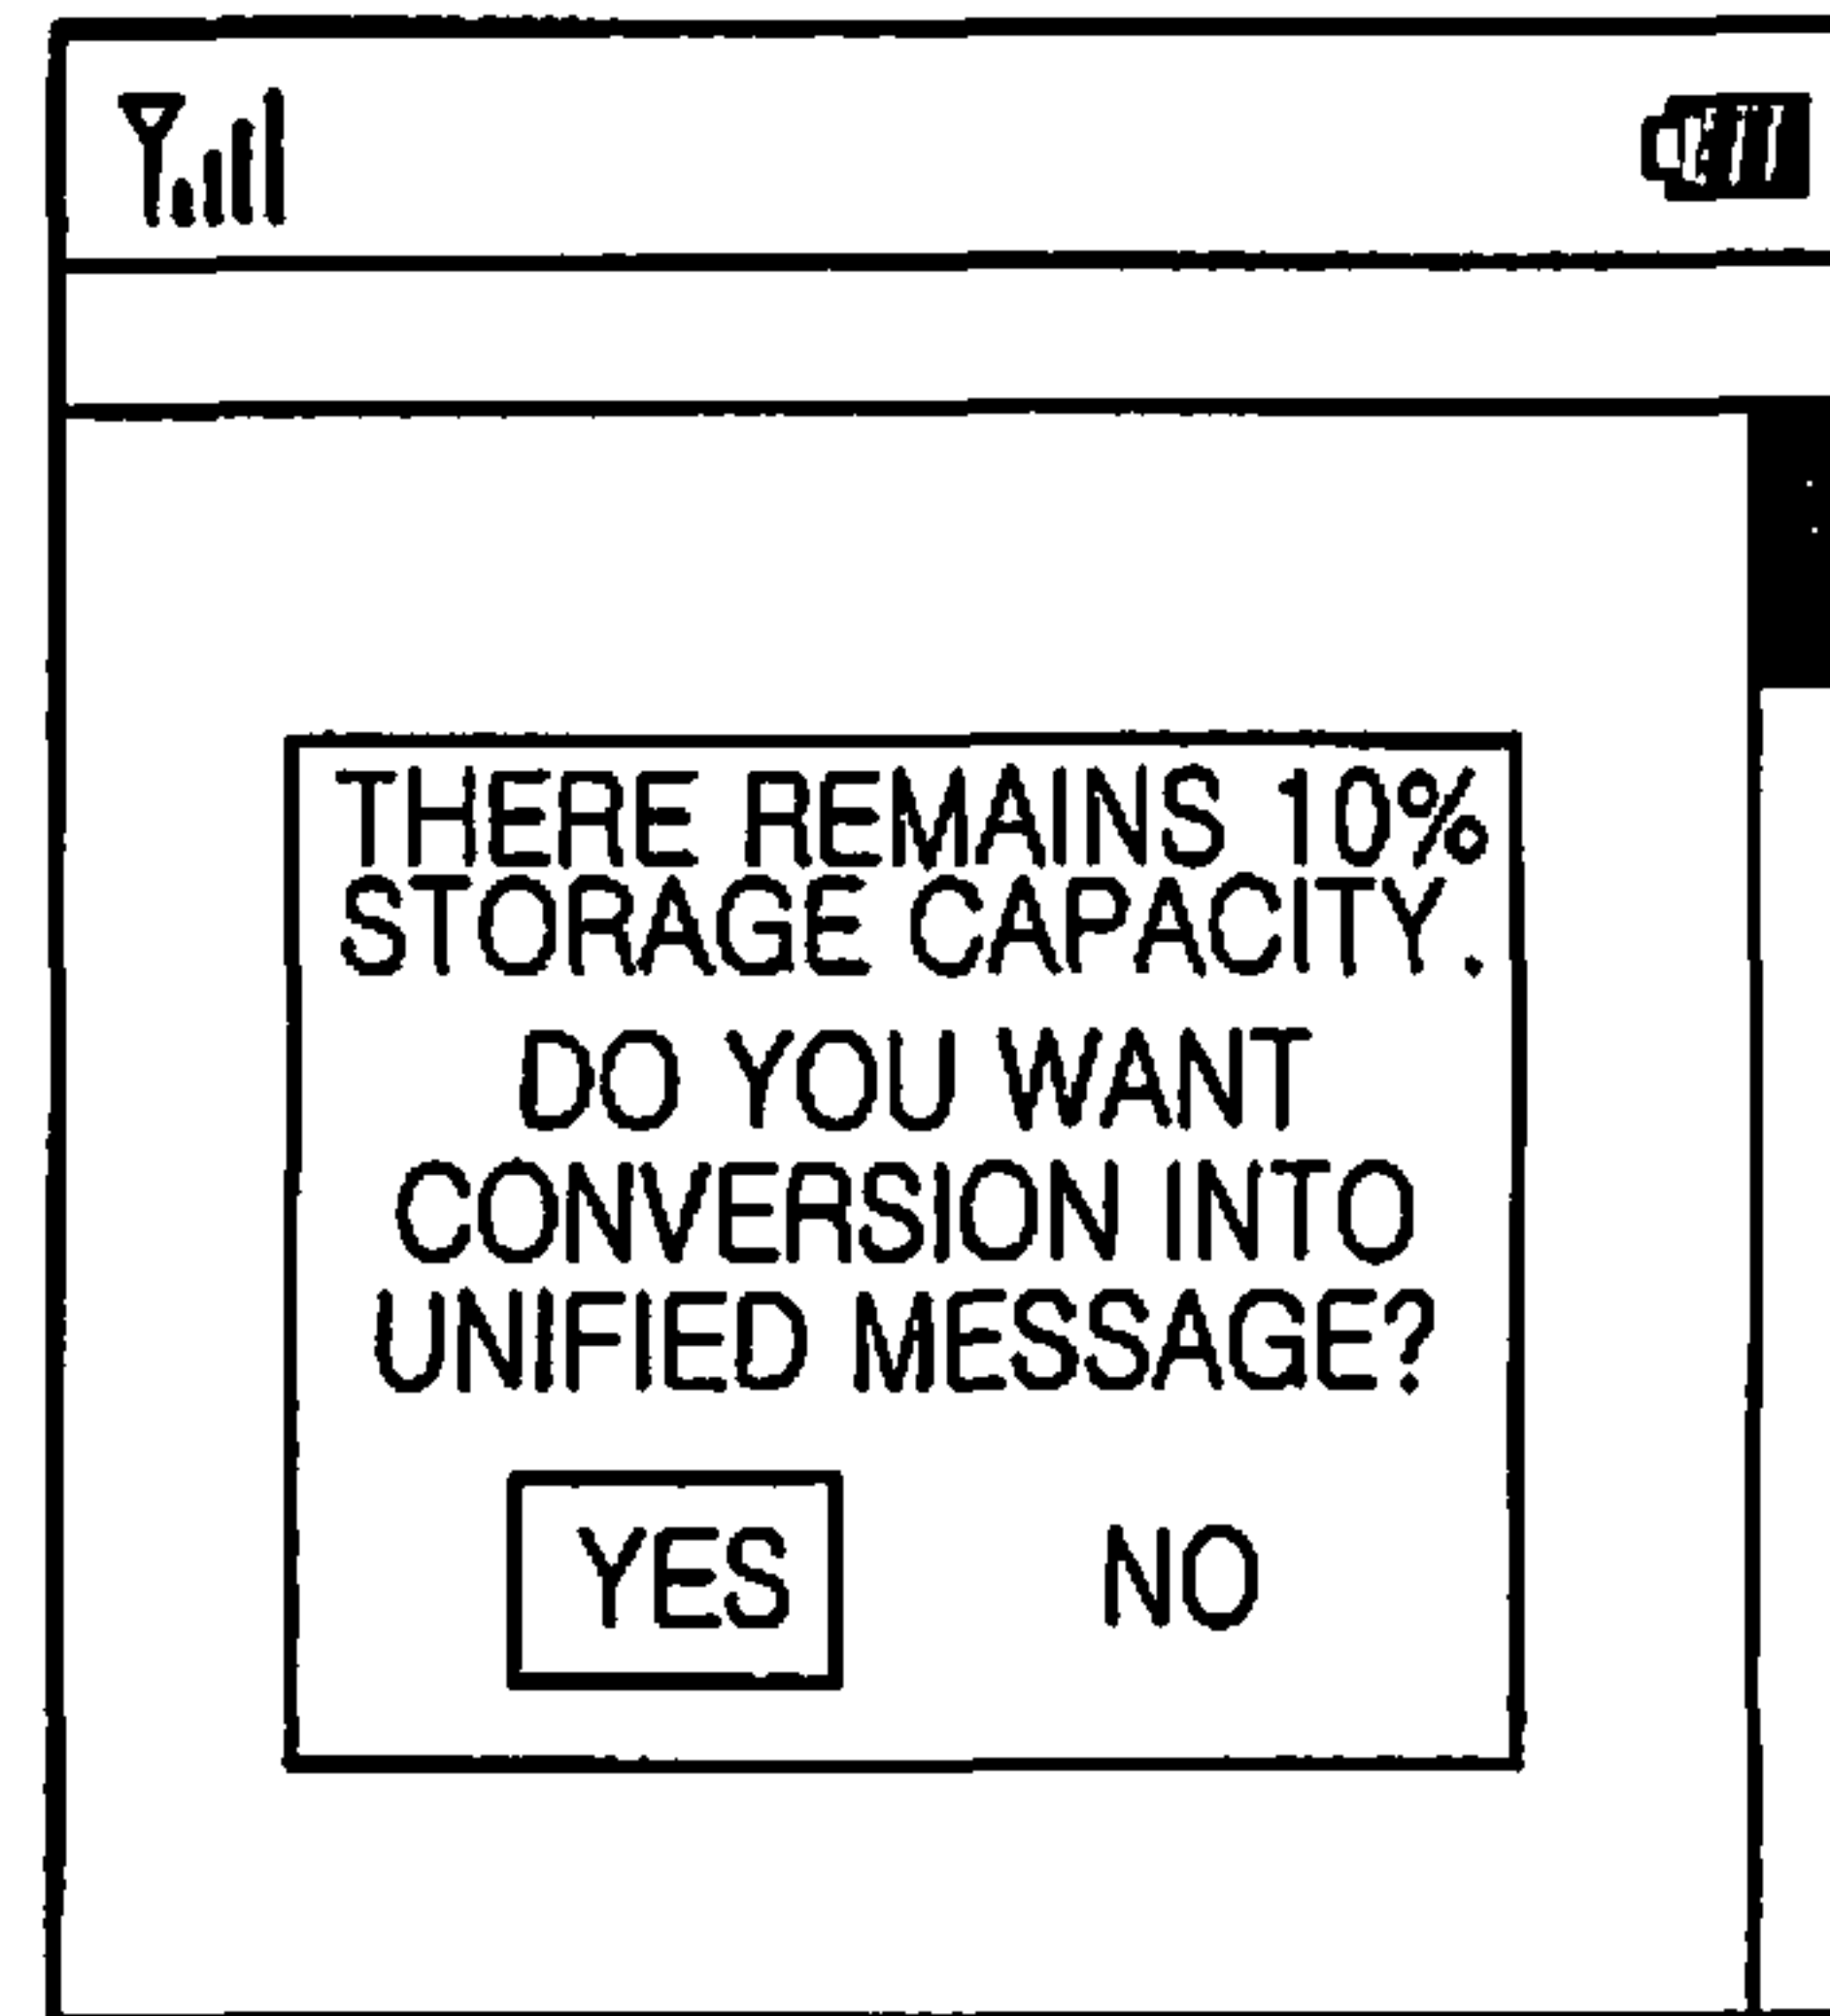 THERE REMAINS 10%
STORAGE CAPACITY.
DO YOU WANT
CONVERSION INTO
UNIFIED MESSAGE?
YES NO